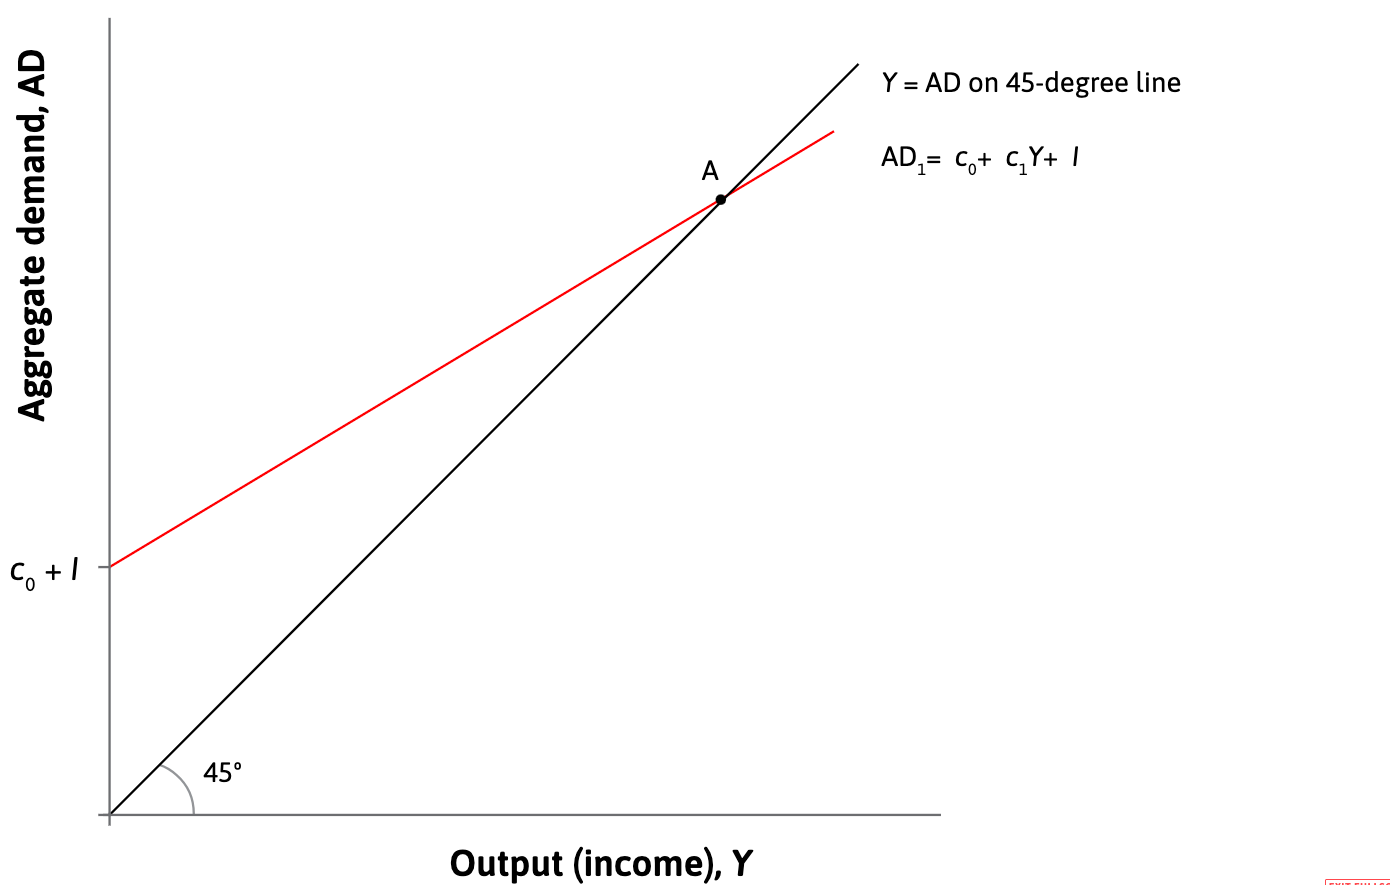 Aggregate demand, AD
Y = AD on 45-degree line
AD₁= c₀+ c₁Y+ I
A
c₀ + I
45°
Output (income), Y